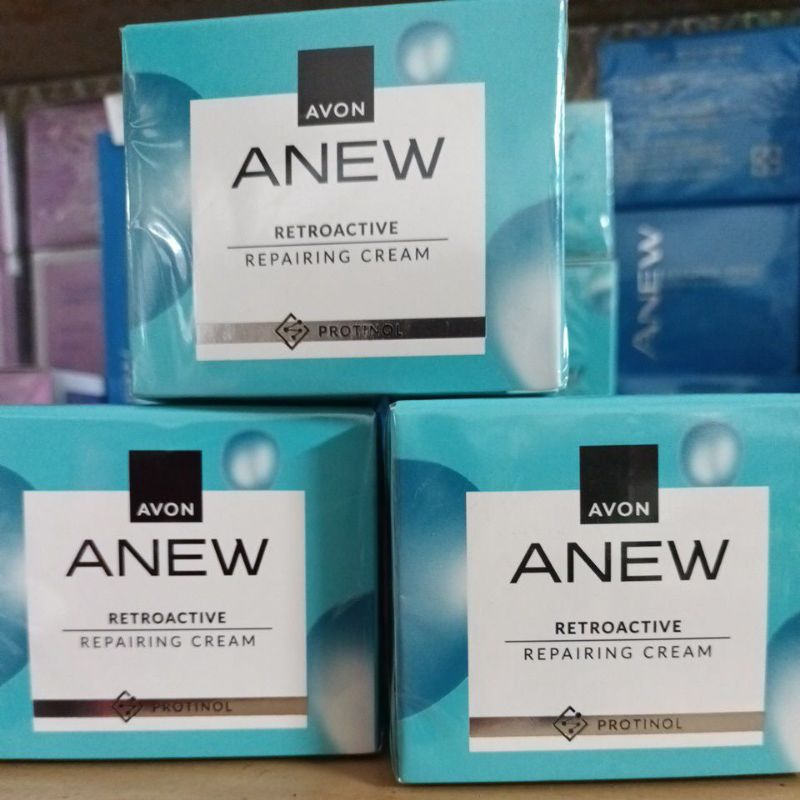 AVON
ANEW
RETROACTIVE
REPAIRING CREAM
PROTINOL
ANEW
AVON
ANEW
RETROACTIVE
REPAIRING CREAM
PROTINOL
AVON
ANEW
RETROACTIVE
REPAIRING CREAM
PROTINOL